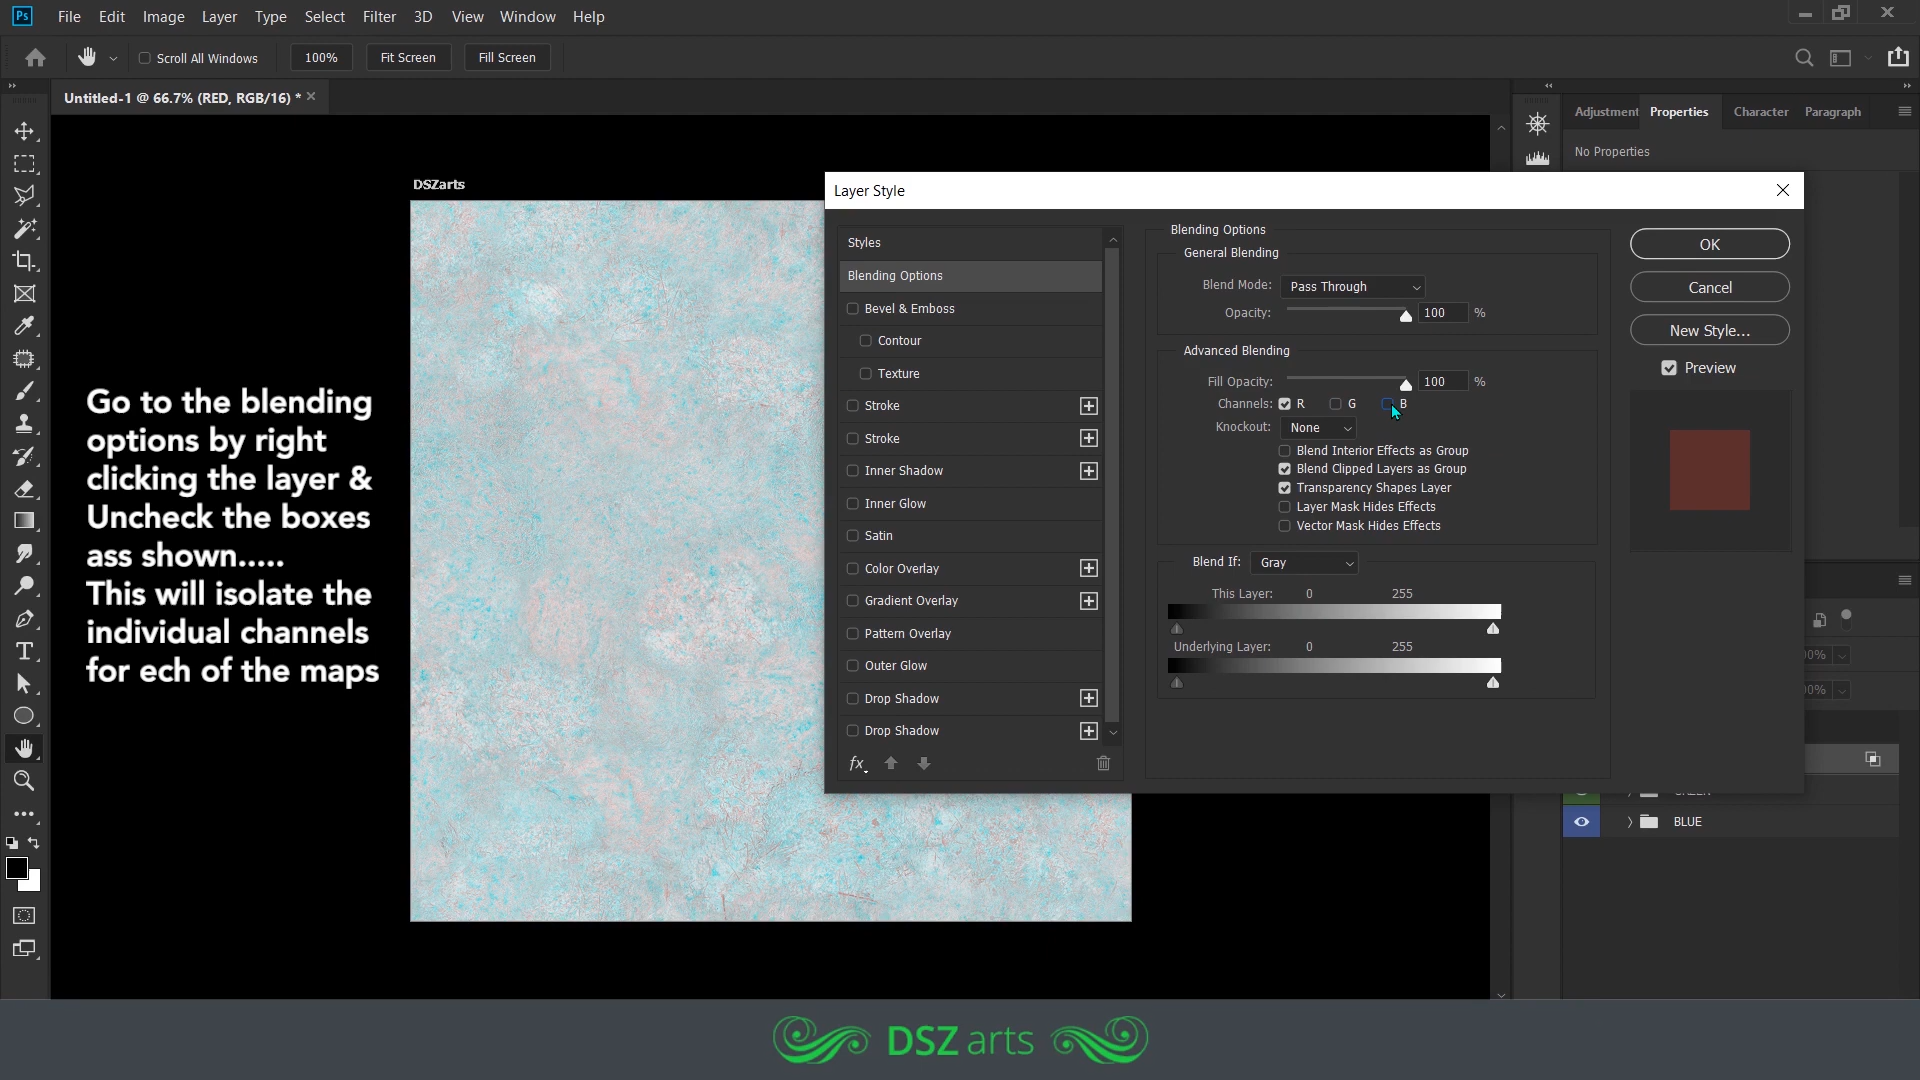 Ps File Edit Image Layer Type Select Filter 3D View Window Help
Scroll All Windows 100% Fit Screen Fill Screen
Untitled-1 @ 66.7% (RED, RGB/16) *
Adjustment Properties Character Paragraph
No Properties
DSZarts
Layer Style
Styles
Blending Options
Bevel & Emboss
Contour
Texture
Stroke
Stroke
Inner Shadow
Inner Glow
Satin
Color Overlay
Gradient Overlay
Pattern Overlay
Outer Glow
Drop Shadow
Drop Shadow
fx
Blending Options
General Blending
Blend Mode: Pass Through
Opacity: 100 %
Advanced Blending
Fill Opacity: 100 %
Channels: R G B
Knockout: None
Blend Interior Effects as Group
Blend Clipped Layers as Group
Transparency Shapes Layer
Layer Mask Hides Effects
Vector Mask Hides Effects
Blend If: Gray
This Layer: 0 255
Underlying Layer: 0 255
OK
Cancel
New Style...
Preview
Go to the blending
options by right
clicking the layer &
Uncheck the boxes
ass shown.....
This will isolate the
individual channels
for ech of the maps
BLUE
DSZ arts